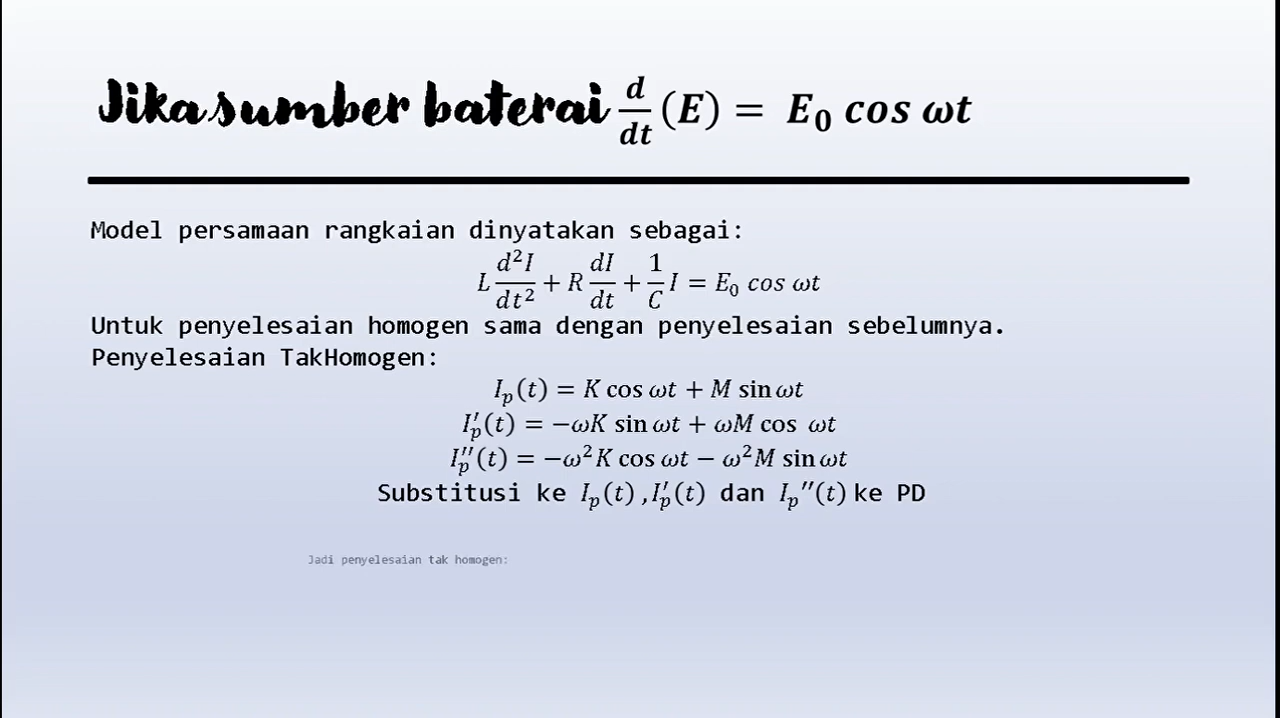 Jika sumber baterai d/dt (E) = E₀ cos ωt
Model persamaan rangkaian dinyatakan sebagai:
L d²I/dt² + R dI/dt + 1/C I = E₀ cos ωt
Untuk penyelesaian homogen sama dengan penyelesaian sebelumnya.
Penyelesaian TakHomogen:
Iₚ(t) = K cos ωt + M sin ωt
I′ₚ(t) = −ωK sin ωt + ωM cos ωt
I′′ₚ(t) = −ω²K cos ωt − ω²M sin ωt
Substitusi ke Iₚ(t) ,I′ₚ(t) dan Iₚ′′(t) ke PD
Jadi penyelesaian tak homogen: